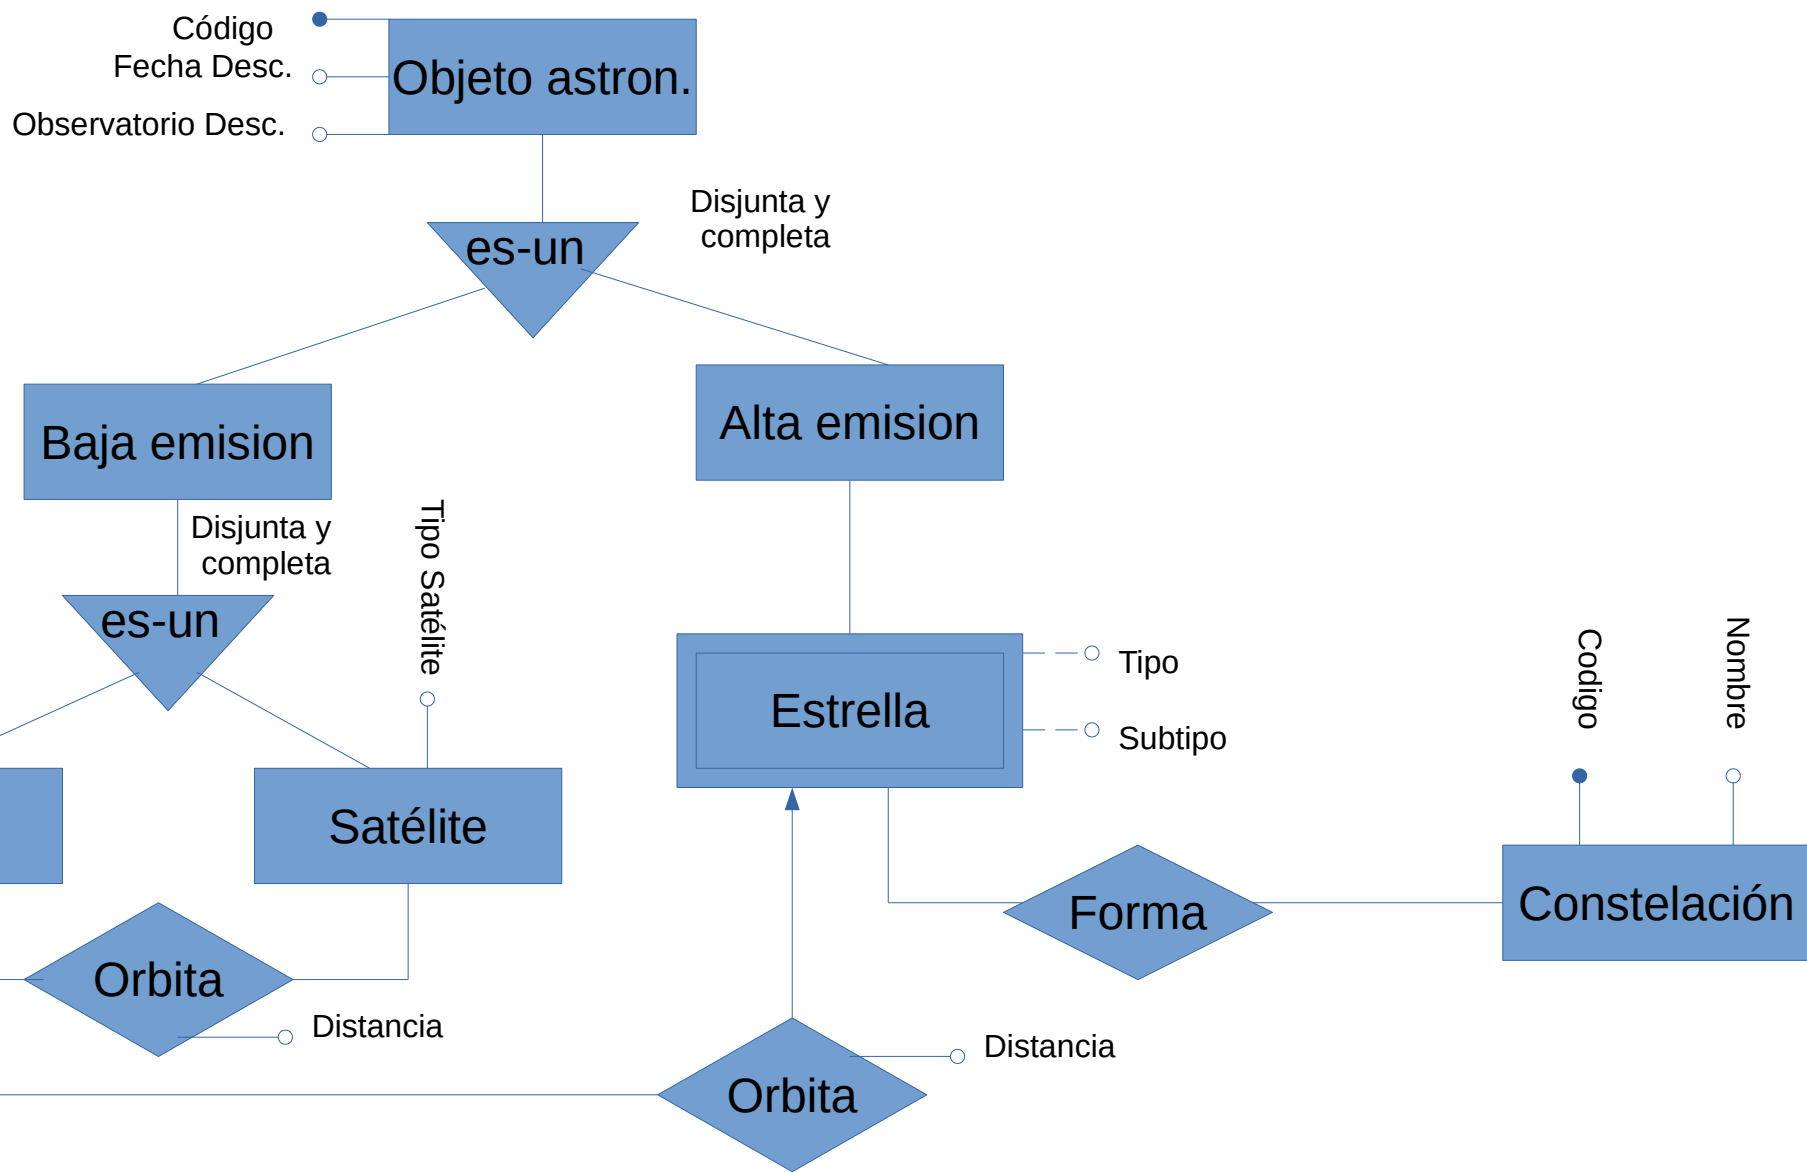 Código
Fecha Desc.
Observatorio Desc.
Objeto astron.
Disjunta y
completa
es-un
Baja emision
Alta emision
Disjunta y
completa
es-un
Tipo Satélite
Tipo
Subtipo
Estrella
Codigo
Nombre
Satélite
Forma
Constelación
Orbita
Distancia
Orbita
Distancia